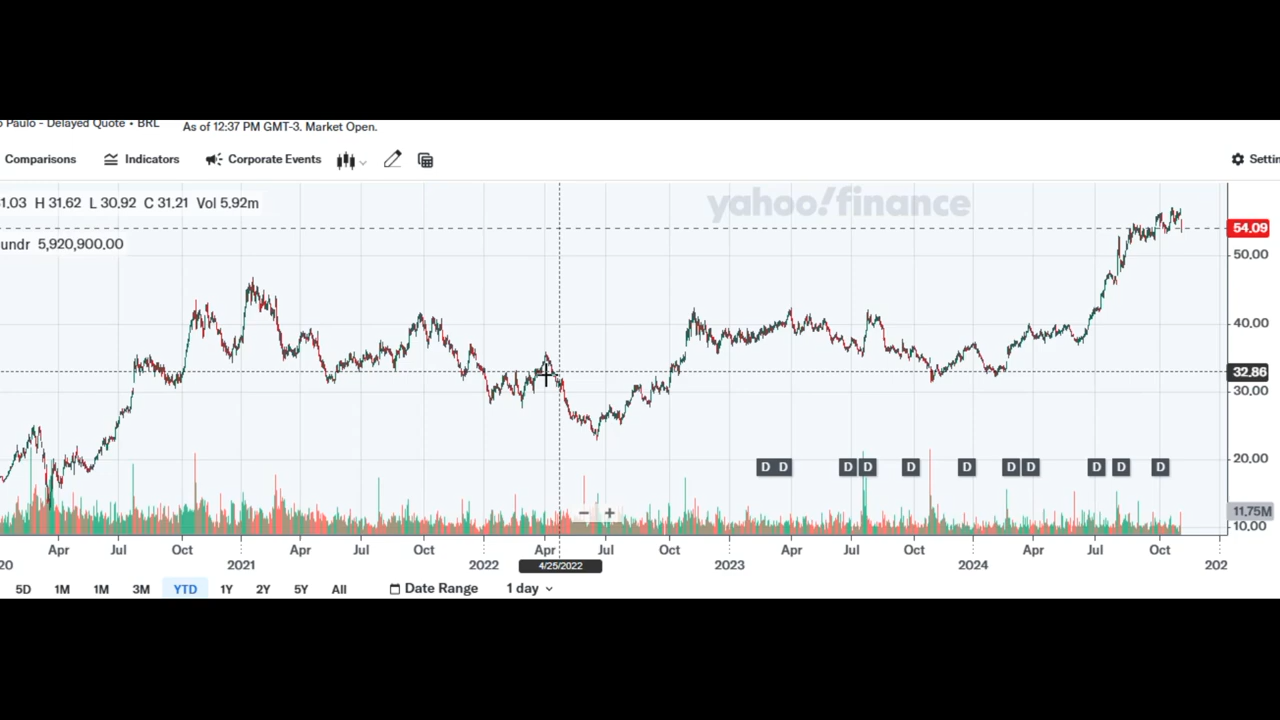 o Paulo - Delayed Quote • BRL As of 12:37 PM GMT-3. Market Open.
Comparisons Indicators Corporate Events Settin
31,03 H 31,62 L 30,92 C 31,21 Vol 5,92m
yahoo!finance
undr 5,920,900,00
54.09
50.00
40.00
32.86
30.00
20.00
D D D D D D D D D D D
11.75M
10.00
Apr Jul Oct Apr Jul Oct Apr Jul Oct Apr Jul Oct Apr Jul Oct
20 2021 2022 4/25/2022 2023 2024 202
5D 1M 1M 3M YTD 1Y 2Y 5Y All Date Range 1 day